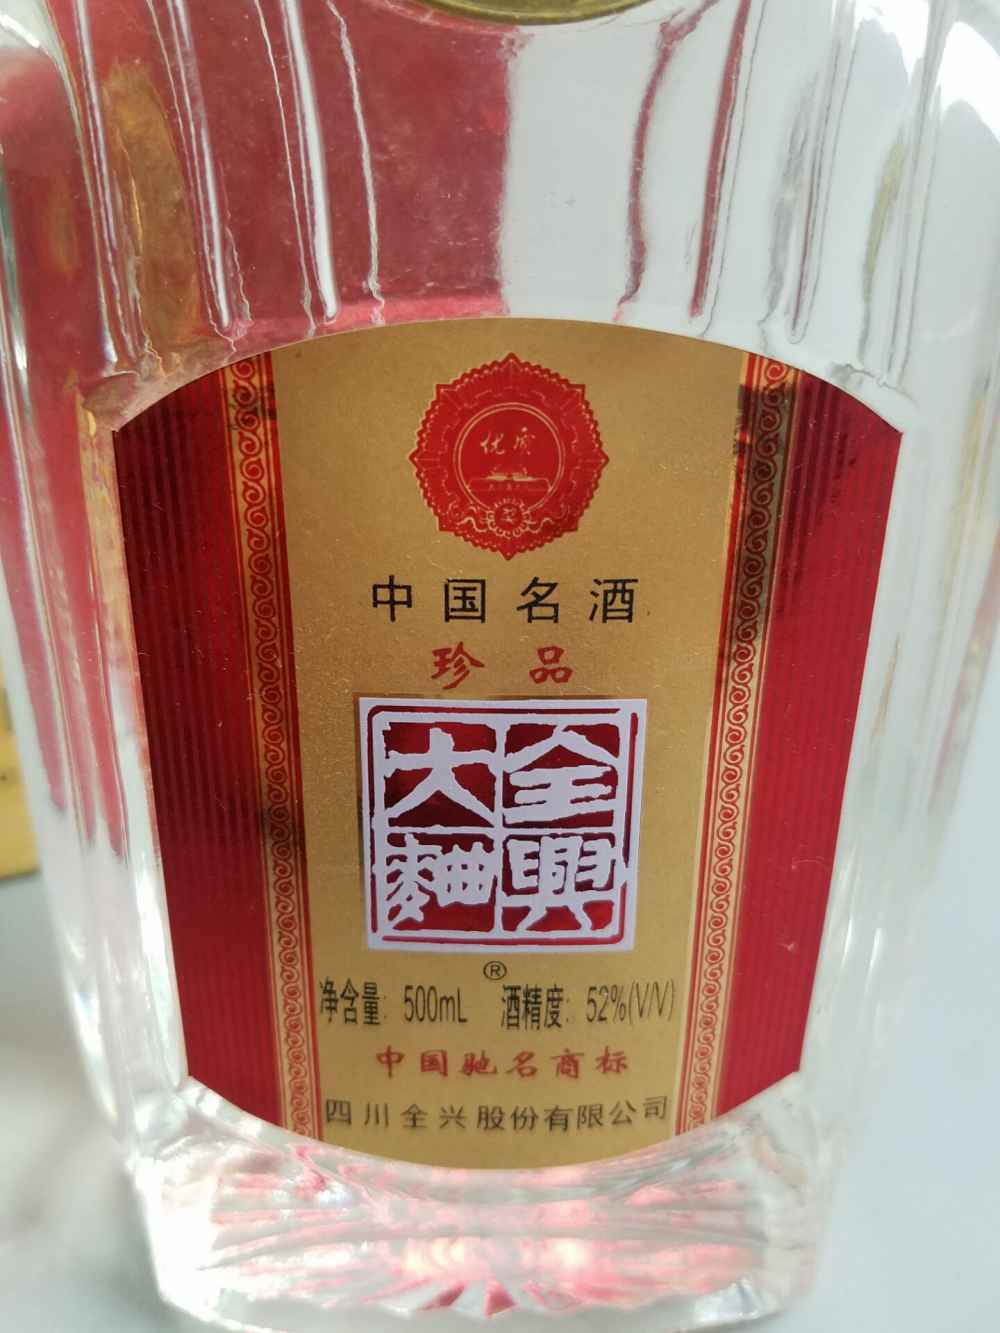 优质
中国名酒
珍品
全興
大麯
®
净含量: 500mL 酒精度: 52%(V/V)
中国驰名商标
四川全兴股份有限公司